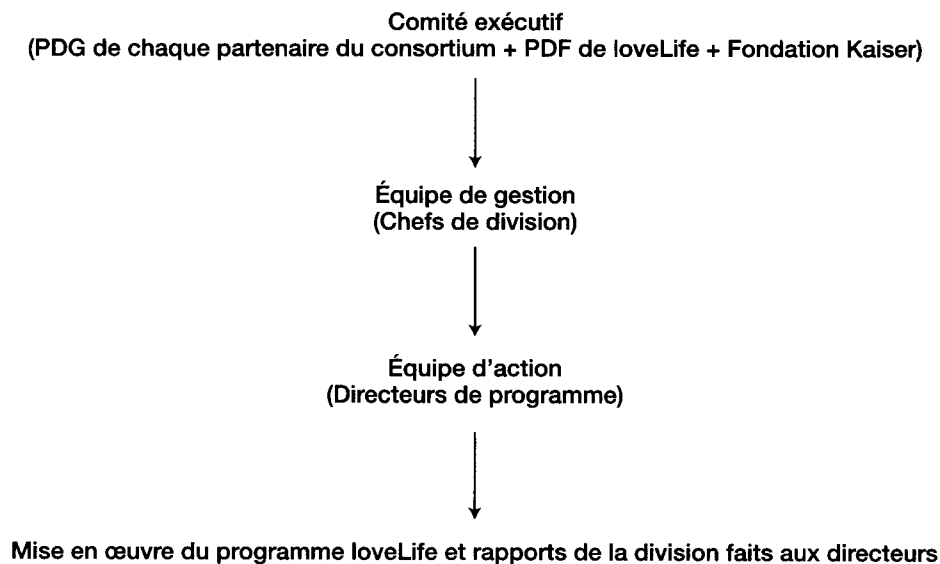 Comité exécutif
(PDG de chaque partenaire du consortium + PDF de loveLife + Fondation Kaiser)
Équipe de gestion
(Chefs de division)
Équipe d'action
(Directeurs de programme)
Mise en œuvre du programme loveLife et rapports de la division faits aux directeurs